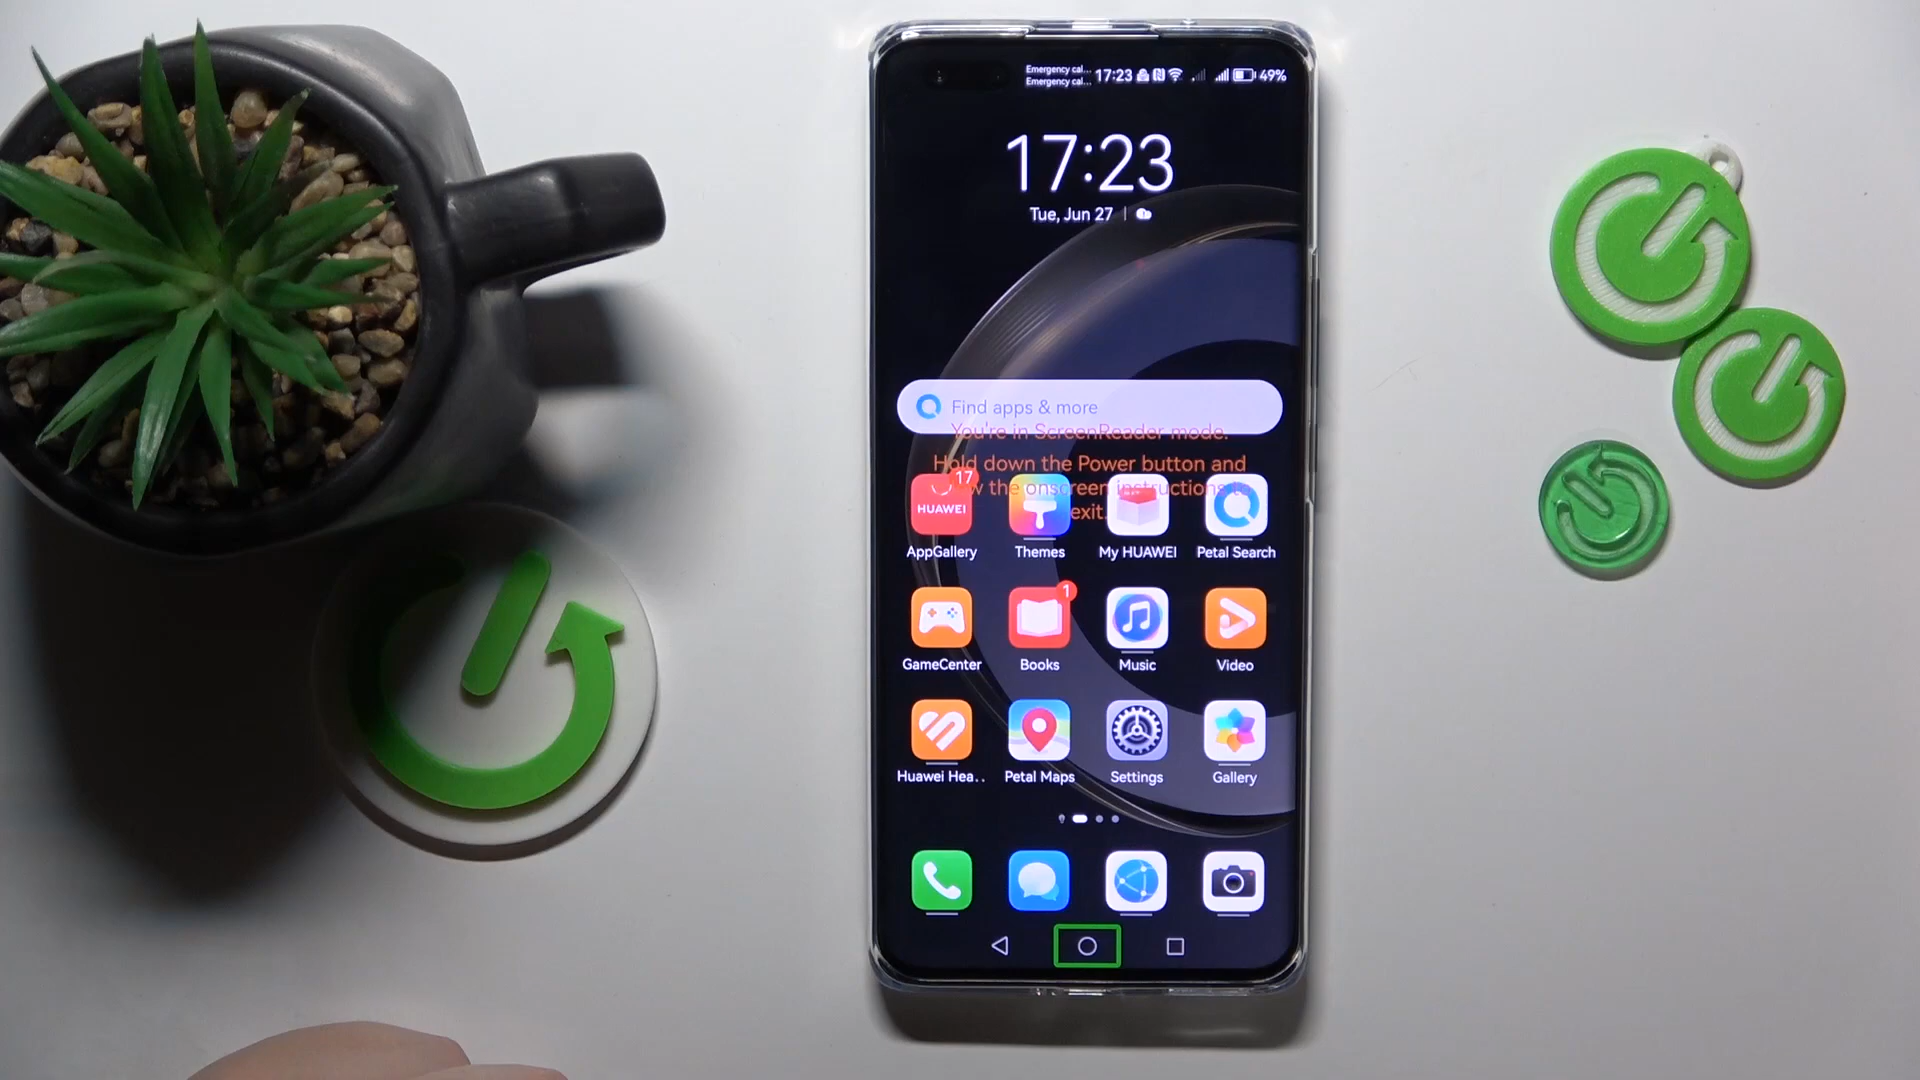 Emergency cal...
Emergency cal...
17:23
49%
17:23
Tue, Jun 27
Find apps & more
You're in ScreenReader mode.
Hold down the Power button and
the onscreen instructions to
exit.
17
HUAWEI
AppGallery
Themes
My HUAWEI
Petal Search
1
GameCenter
Books
Music
Video
Huawei Hea..
Petal Maps
Settings
Gallery